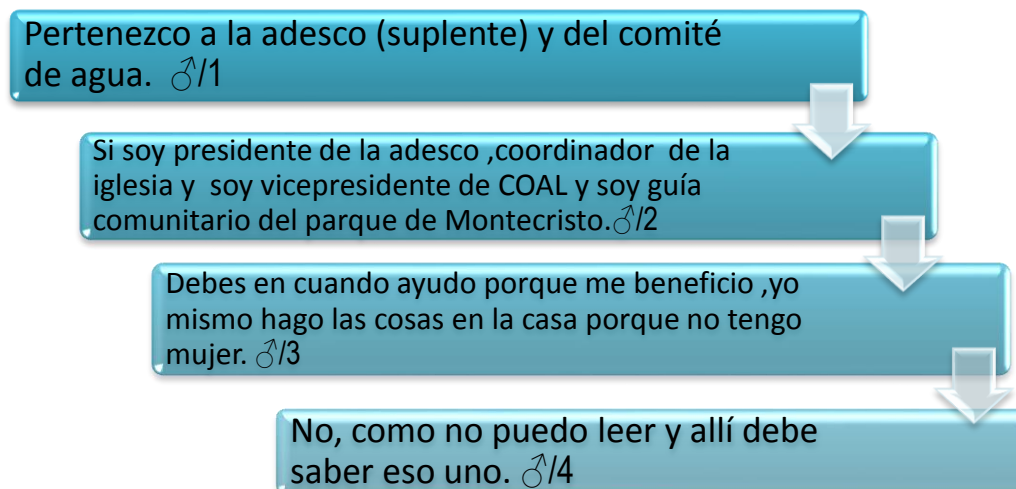 Pertenezco a la adesco (suplente) y del comité
de agua. ♂/1
Si soy presidente de la adesco ,coordinador de la
iglesia y soy vicepresidente de COAL y soy guía
comunitario del parque de Montecristo.♂/2
Debes en cuando ayudo porque me beneficio ,yo
mismo hago las cosas en la casa porque no tengo
mujer. ♂/3
No, como no puedo leer y allí debe
saber eso uno. ♂/4